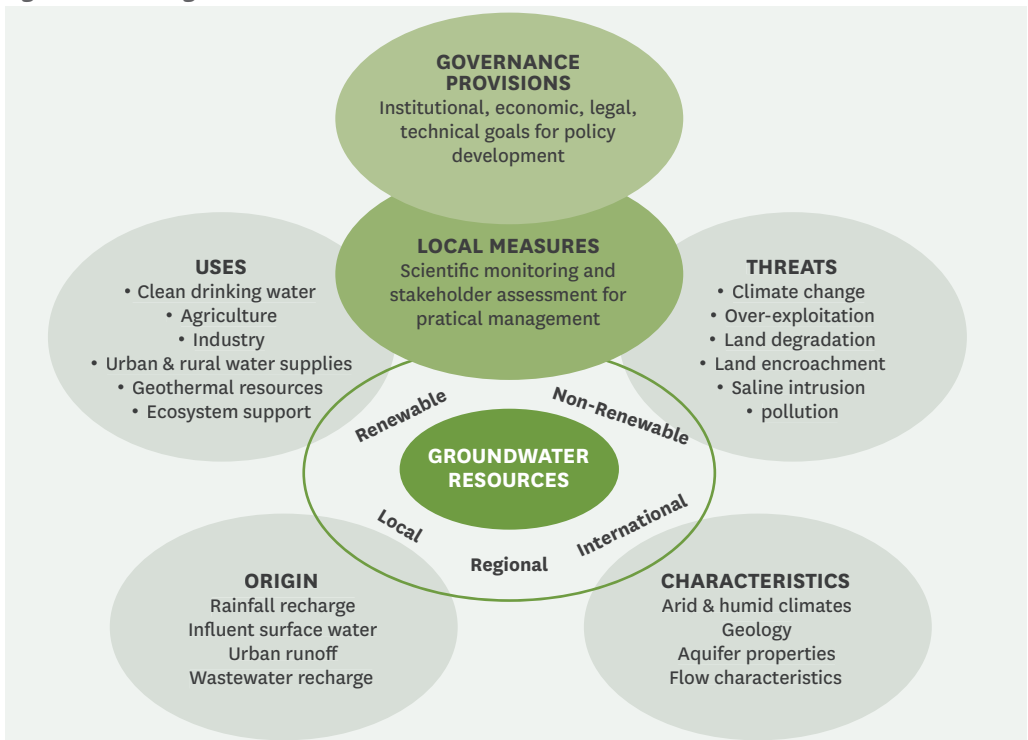 GOVERNANCE
PROVISIONS
Institutional, economic, legal,
technical goals for policy
development
LOCAL MEASURES
Scientific monitoring and
stakeholder assessment for
pratical management
USES
• Clean drinking water
• Agriculture
• Industry
• Urban & rural water supplies
• Geothermal resources
• Ecosystem support
THREATS
• Climate change
• Over-exploitation
• Land degradation
• Land encroachment
• Saline intrusion
• pollution
Renewable
Non-Renewable
GROUNDWATER
RESOURCES
Local
Regional
International
ORIGIN
Rainfall recharge
Influent surface water
Urban runoff
Wastewater recharge
CHARACTERISTICS
Arid & humid climates
Geology
Aquifer properties
Flow characteristics